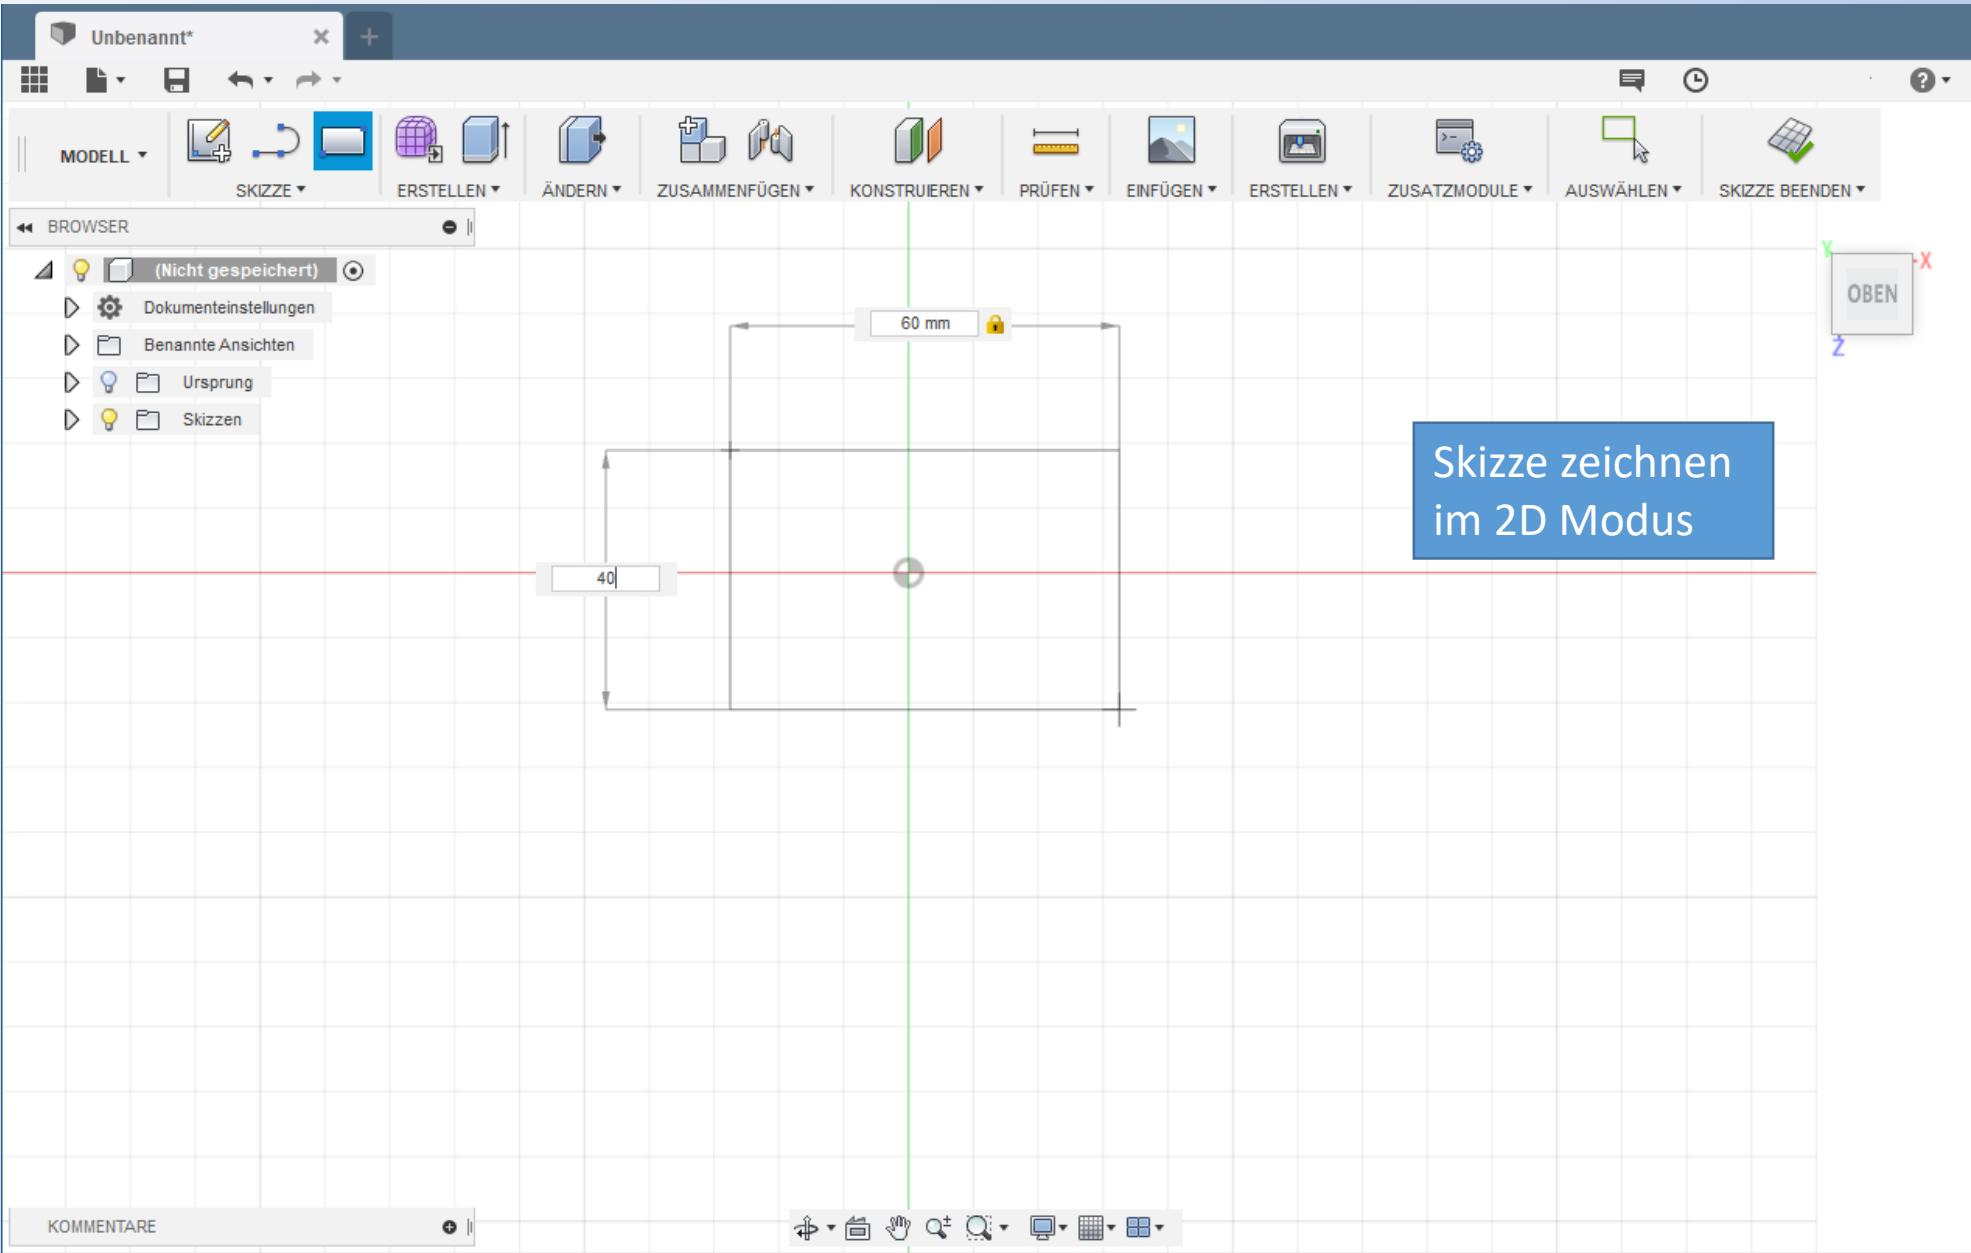 Unbenannt*
MODELL
SKIZZE
ERSTELLEN
ÄNDERN
ZUSAMMENFÜGEN
KONSTRUIEREN
PRÜFEN
EINFÜGEN
ERSTELLEN
ZUSATZMODULE
AUSWÄHLEN
SKIZZE BEENDEN
BROWSER
(Nicht gespeichert)
Dokumenteinstellungen
Benannte Ansichten
Ursprung
Skizzen
60 mm
40
Y
X
OBEN
Z
Skizze zeichnen
im 2D Modus
KOMMENTARE